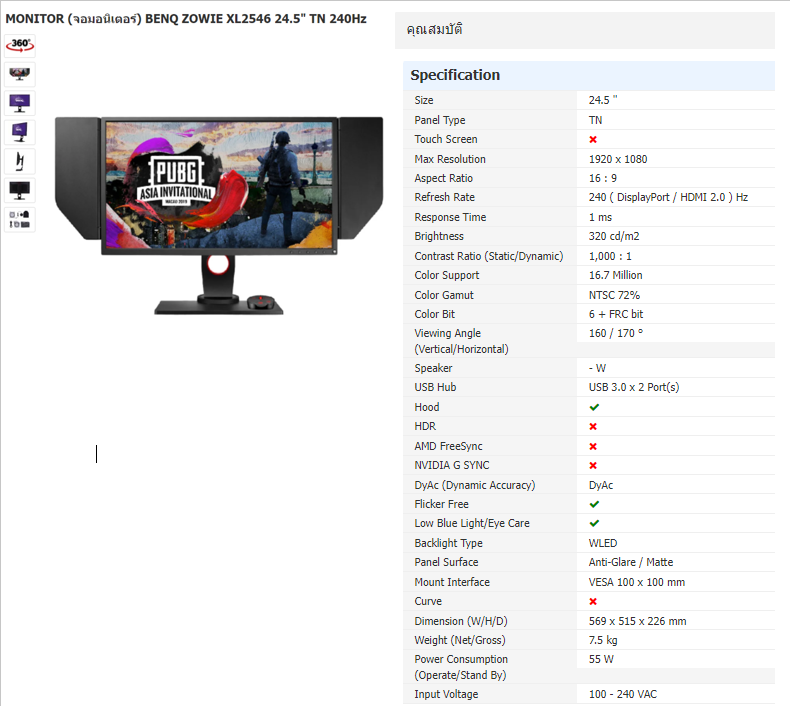 MONITOR (จอมอนิเตอร์) BENQ ZOWIE XL2546 24.5" TN 240Hz
360°
PUBG
ASIA INVITATIONAL
MACAO 2019
คุณสมบัติ
Specification
Size 24.5 "
Panel Type TN
Touch Screen
Max Resolution 1920 x 1080
Aspect Ratio 16 : 9
Refresh Rate 240 ( DisplayPort / HDMI 2.0 ) Hz
Response Time 1 ms
Brightness 320 cd/m2
Contrast Ratio (Static/Dynamic) 1,000 : 1
Color Support 16.7 Million
Color Gamut NTSC 72%
Color Bit 6 + FRC bit
Viewing Angle 160 / 170 °
(Vertical/Horizontal)
Speaker - W
USB Hub USB 3.0 x 2 Port(s)
Hood
HDR
AMD FreeSync
NVIDIA G SYNC
DyAc (Dynamic Accuracy) DyAc
Flicker Free
Low Blue Light/Eye Care
Backlight Type WLED
Panel Surface Anti-Glare / Matte
Mount Interface VESA 100 x 100 mm
Curve
Dimension (W/H/D) 569 x 515 x 226 mm
Weight (Net/Gross) 7.5 kg
Power Consumption 55 W
(Operate/Stand By)
Input Voltage 100 - 240 VAC